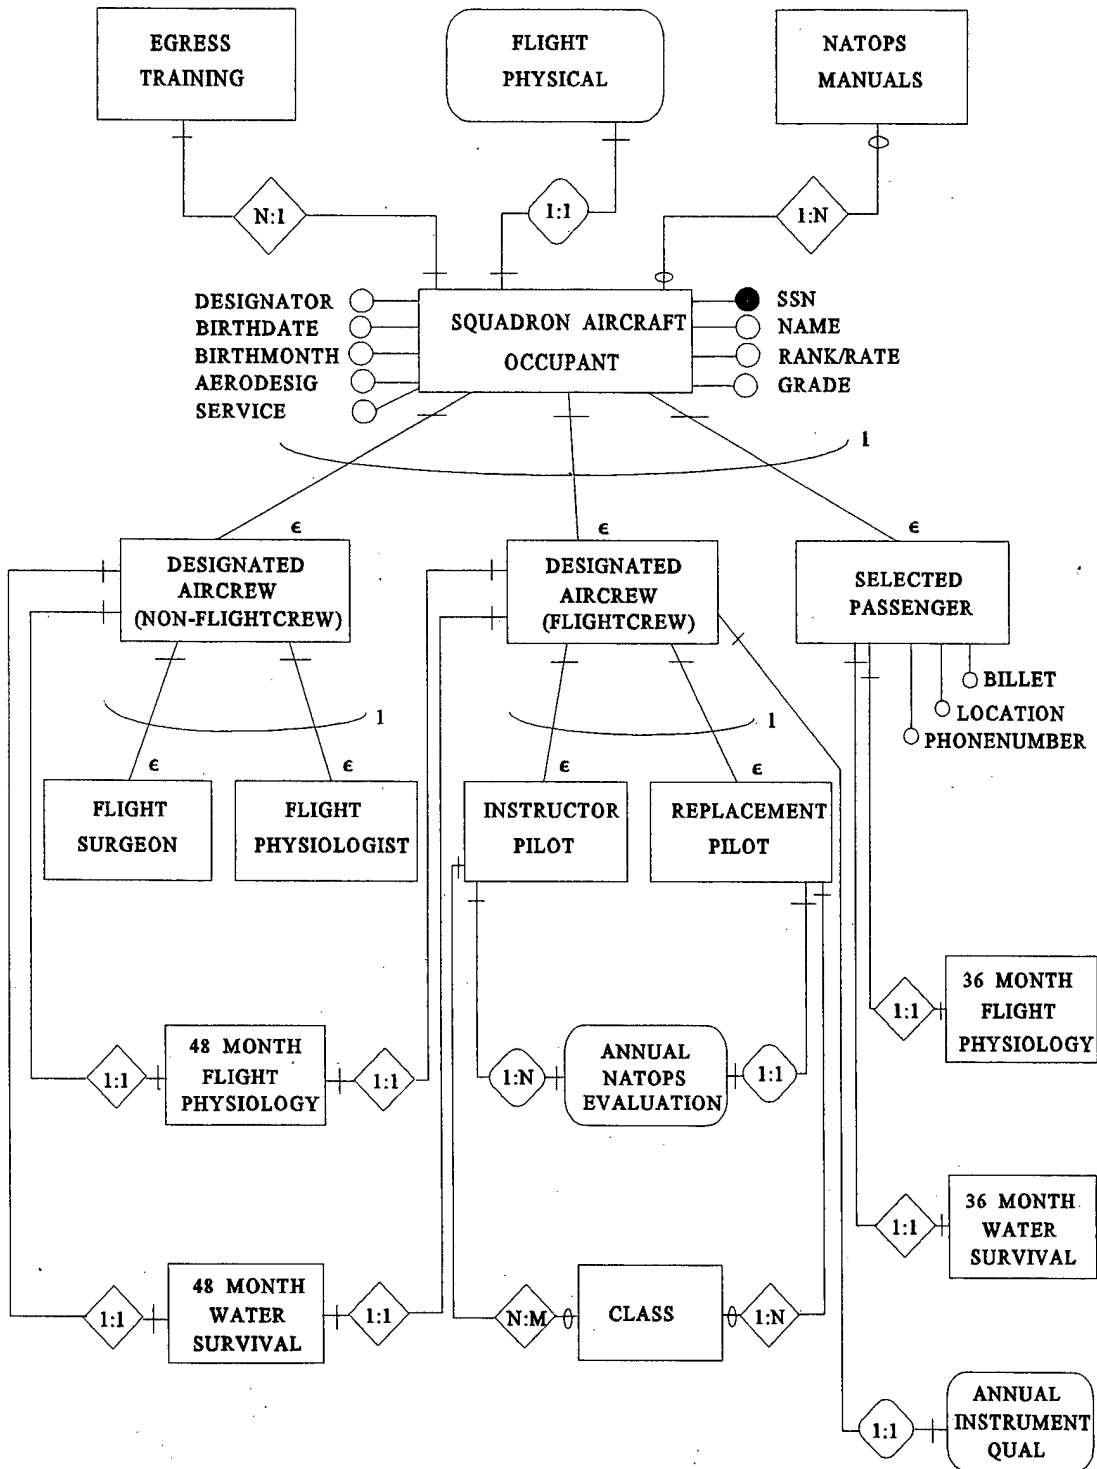 EGRESS
TRAINING
FLIGHT
PHYSICAL
NATOPS
MANUALS
N:1
1:1
1:N
DESIGNATOR
BIRTHDATE
BIRTHMONTH
AERODESIG
SERVICE
SQUADRON AIRCRAFT
OCCUPANT
SSN
NAME
RANK/RATE
GRADE
1
ϵ
ϵ
ϵ
DESIGNATED
AIRCREW
(NON-FLIGHTCREW)
DESIGNATED
AIRCREW
(FLIGHTCREW)
SELECTED
PASSENGER
BILLET
LOCATION
PHONENUMBER
1
1
ϵ
ϵ
ϵ
ϵ
FLIGHT
SURGEON
FLIGHT
PHYSIOLOGIST
INSTRUCTOR
PILOT
REPLACEMENT
PILOT
1:1
48 MONTH
FLIGHT
PHYSIOLOGY
1:1
1:N
ANNUAL
NATOPS
EVALUATION
1:1
1:1
36 MONTH
FLIGHT
PHYSIOLOGY
1:1
36 MONTH
WATER
SURVIVAL
1:1
48 MONTH
WATER
SURVIVAL
1:1
N:M
CLASS
1:N
1:1
ANNUAL
INSTRUMENT
QUAL